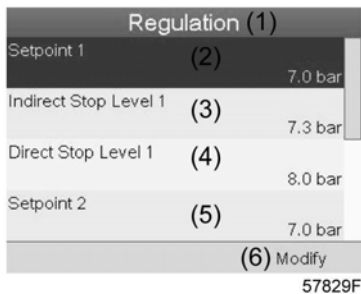 Regulation (1)
Setpoint 1
(2)
7.0 bar
Indirect Stop Level 1
(3)
7.3 bar
Direct Stop Level 1
(4)
8.0 bar
Setpoint 2
(5)
7.0 bar
(6) Modify
57829F